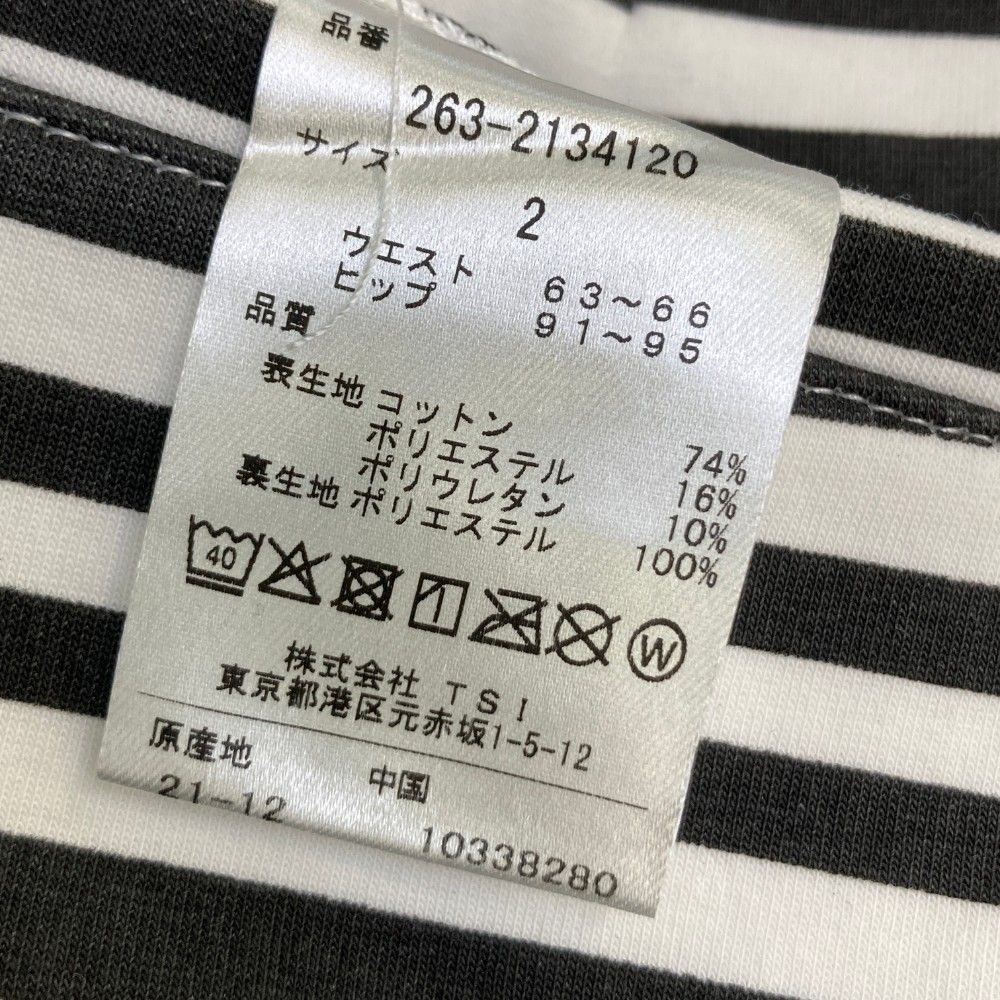 品番
263-2134120
サイズ
2
ウエスト 63～66
ヒップ 91～95
品質
表生地 コットン 74%
ポリエステル 16%
ポリウレタン 10%
裏生地 ポリエステル 100%
40
W
株式会社 TSI
東京都港区元赤坂1-5-12
原産地 中国
21-12 10338280